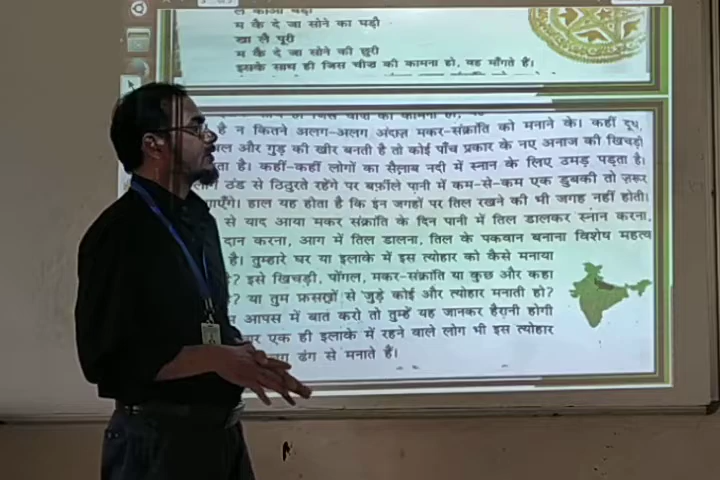 म कै दे जा सोने का घड़ो
खा लै पूरी
म कै दे जा सोने की छुरी
इसके साथ ही जिस चीज़ की कामना हो, वह माँगते हैं।
है न कितने अलग-अलग अंदाज़ मकर-संक्रांति को मनाने के। कहीं दूध,
और गुड़ की खीर बनती है तो कोई पाँच प्रकार के नए अनाज की खिचड़ी
है। कहीं-कहीं लोगों का सैलाब नदी में स्नान के लिए उमड़ पड़ता है।
ठंड से ठिठुरते रहेंगे पर बर्फ़ीले पानी में कम-से-कम एक डुबकी तो ज़रूर
हाल यह होता है कि इन जगहों पर तिल रखने की भी जगह नहीं होती।
से याद आया मकर संक्रांति के दिन पानी में तिल डालकर स्नान करना,
दान करना, आग में तिल डालना, तिल के पकवान बनाना विशेष महत्व
है। तुम्हारे घर या इलाके में इस त्योहार को कैसे मनाया
है? इसे खिचड़ी, पोंगल, मकर-संक्रांति या कुछ और कहा
है? या तुम फ़सलों से जुड़े कोई और त्योहार मनाती हो?
आपस में बात करो तो तुम्हें यह जानकर हैरानी होगी
एक ही इलाके में रहने वाले लोग भी इस त्योहार
ढंग से मनाते हैं।